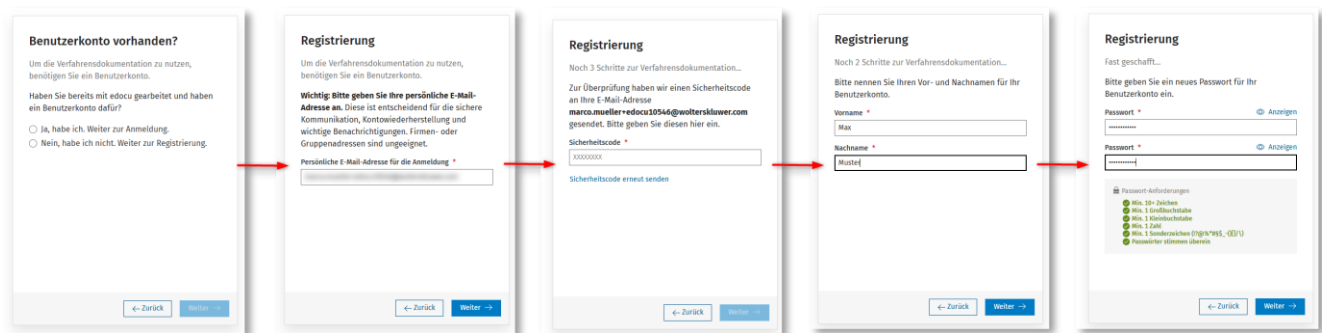 Benutzerkonto vorhanden?
Um die Verfahrensdokumentation zu nutzen,
benötigen Sie ein Benutzerkonto.
Haben Sie bereits mit edocu gearbeitet und haben
ein Benutzerkonto dafür?
Ja, habe ich. Weiter zur Anmeldung.
Nein, habe ich nicht. Weiter zur Registrierung.
← Zurück
Weiter →
Registrierung
Um die Verfahrensdokumentation zu nutzen,
benötigen Sie ein Benutzerkonto.
Wichtig: Bitte geben Sie Ihre persönliche E-Mail-
Adresse an. Diese ist entscheidend für die sichere
Kommunikation, Kontowiederherstellung und
wichtige Benachrichtigungen. Firmen- oder
Gruppenadressen sind ungeeignet.
Persönliche E-Mail-Adresse für die Anmeldung *
← Zurück
Weiter →
Registrierung
Noch 3 Schritte zur Verfahrensdokumentation...
Zur Überprüfung haben wir einen Sicherheitscode
an Ihre E-Mail-Adresse
marco.mueller+edocu10546@wolterskluwer.com
gesendet. Bitte geben Sie diesen hier ein.
Sicherheitscode *
XXXXXXXX
Sicherheitscode erneut senden
← Zurück
Weiter →
Registrierung
Noch 2 Schritte zur Verfahrensdokumentation...
Bitte nennen Sie Ihren Vor- und Nachnamen für Ihr
Benutzerkonto.
Vorname *
Max
Nachname *
Muster
← Zurück
Weiter →
Registrierung
Fast geschafft...
Bitte geben Sie ein neues Passwort für Ihr
Benutzerkonto ein.
Passwort * Anzeigen
Passwort * Anzeigen
Passwort-Anforderungen
Min. 10+ Zeichen
Min. 1 Großbuchstabe
Min. 1 Kleinbuchstabe
Min. 1 Zahl
Min. 1 Sonderzeichen
Passwörter stimmen überein
← Zurück
Weiter →